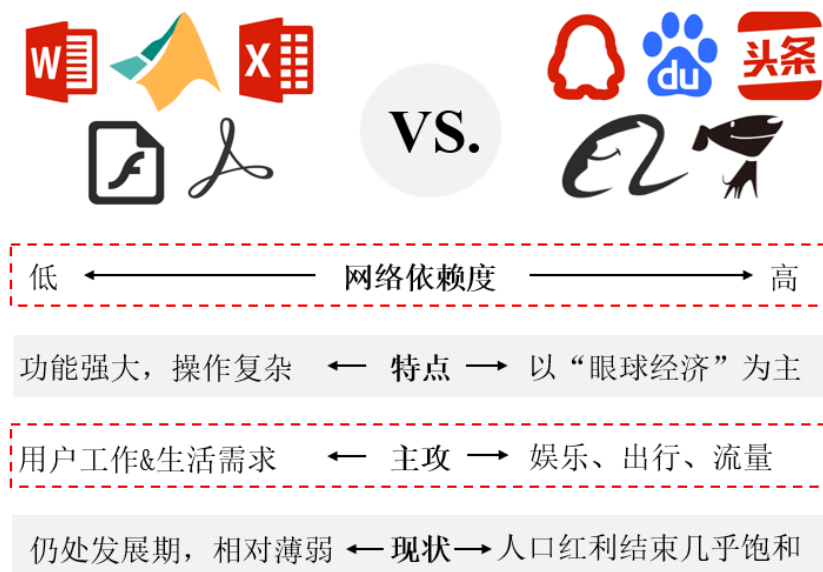 W X 头条
du
VS.
低 网络依赖度 高
功能强大，操作复杂 特点 以“眼球经济”为主
用户工作&生活需求 主攻 娱乐、出行、流量
仍处发展期，相对薄弱 现状 人口红利结束几乎饱和